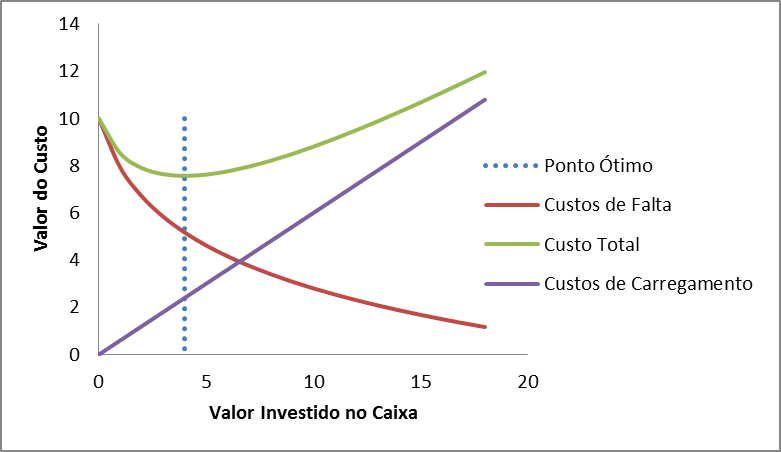 14
12
10
8
6
4
2
0
Valor do Custo
0
5
10
15
20
Valor Investido no Caixa
Ponto Ótimo
Custos de Falta
Custo Total
Custos de Carregamento